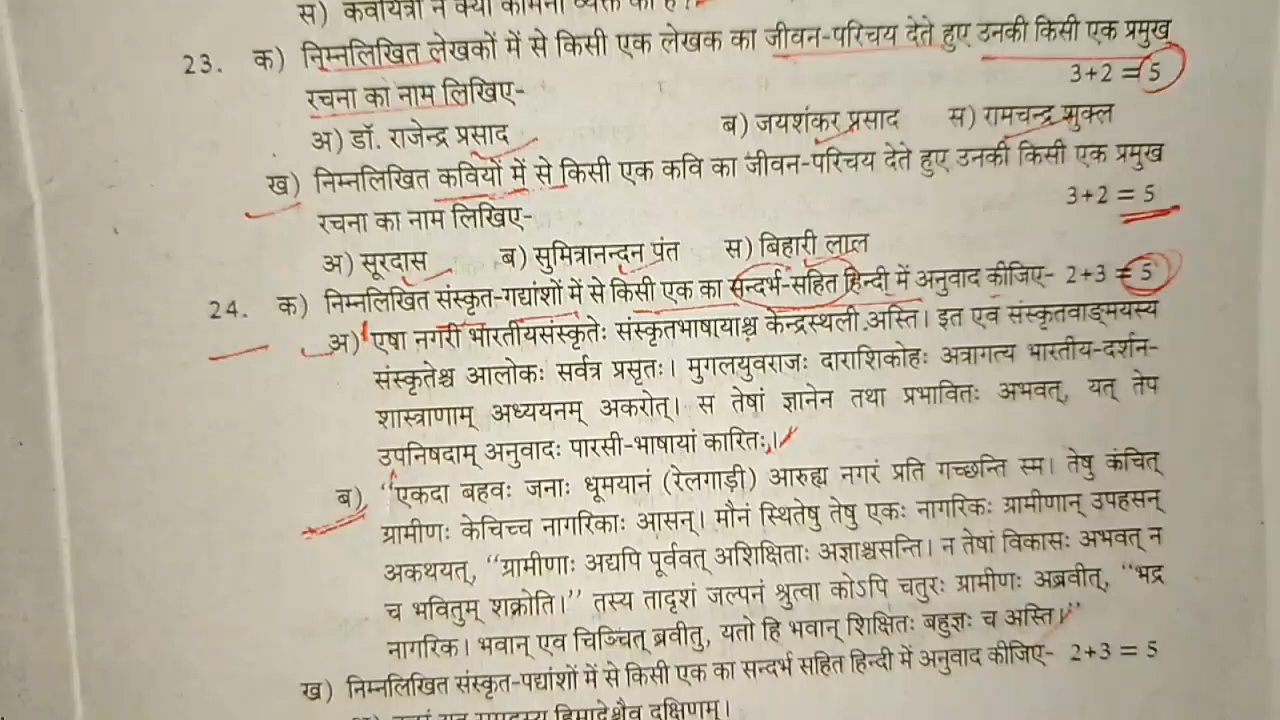 स) कवयित्री ने क्या कामना व्यक्त की है।
23. क) निम्नलिखित लेखकों में से किसी एक लेखक का जीवन-परिचय देते हुए उनकी किसी एक प्रमुख
रचना का नाम लिखिए- 3+2 = 5
अ) डॉ. राजेन्द्र प्रसाद ब) जयशंकर प्रसाद स) रामचन्द्र शुक्ल
ख) निम्नलिखित कवियों में से किसी एक कवि का जीवन-परिचय देते हुए उनकी किसी एक प्रमुख
रचना का नाम लिखिए- 3+2 = 5
अ) सूरदास ब) सुमित्रानन्दन पंत स) बिहारी लाल
24. क) निम्नलिखित संस्कृत-गद्यांशों में से किसी एक का सन्दर्भ-सहित हिन्दी में अनुवाद कीजिए- 2+3 = 5
अ) एषा नगरी भारतीयसंस्कृतेः संस्कृतभाषायाश्च केन्द्रस्थली अस्ति। इत एव संस्कृतवाङ्मयस्य
संस्कृतेश्च आलोकः सर्वत्र प्रसृतः। मुगलयुवराजः दाराशिकोहः अत्रागत्य भारतीय-दर्शन-
शास्त्राणाम् अध्ययनम् अकरोत्। स तेषां ज्ञानेन तथा प्रभावितः अभवत्, यत् तेप
उपनिषदाम् अनुवादः पारसी-भाषायां कारितः,।
ब) "एकदा बहवः जनाः धूमयानं (रेलगाड़ी) आरुह्य नगरं प्रति गच्छन्ति स्म। तेषु कंचित्
ग्रामीणः केचिच्च नागरिकाः आसन्। मौनं स्थितेषु तेषु एकः नागरिकः ग्रामीणान् उपहसन्
अकथयत्, "ग्रामीणाः अद्यपि पूर्ववत् अशिक्षिताः अज्ञाश्चसन्ति। न तेषां विकासः अभवत् न
च भवितुम् शक्नोति।" तस्य तादृशं जल्पनं श्रुत्वा कोऽपि चतुरः ग्रामीणः अब्रवीत्, "भद्र
नागरिक। भवान् एव चिञ्चित् ब्रवीतु, यतो हि भवान् शिक्षितः बहुज्ञः च अस्ति।"
ख) निम्नलिखित संस्कृत-पद्यांशों में से किसी एक का सन्दर्भ सहित हिन्दी में अनुवाद कीजिए- 2+3 = 5
दक्षिणम्।